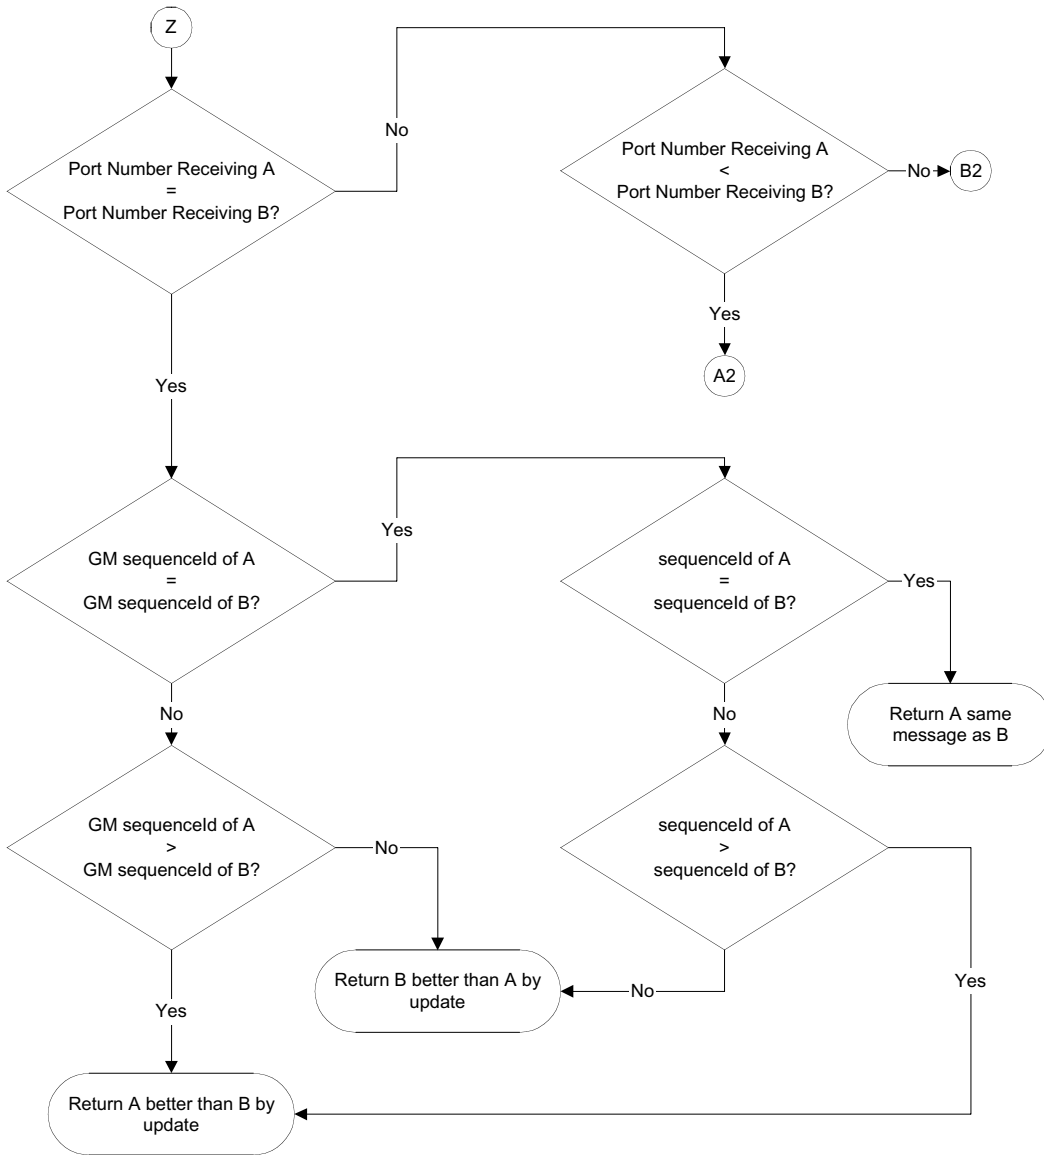 Z
No
Port Number Receiving A
=
Port Number Receiving B?
Port Number Receiving A
<
Port Number Receiving B?
No
B2
Yes
A2
Yes
GM sequenceId of A
=
GM sequenceId of B?
Yes
sequenceId of A
=
sequenceId of B?
Yes
No
No
Return A same
message as B
GM sequenceId of A
>
GM sequenceId of B?
No
sequenceId of A
>
sequenceId of B?
Return B better than A by
update
No
Yes
Yes
Return A better than B by
update